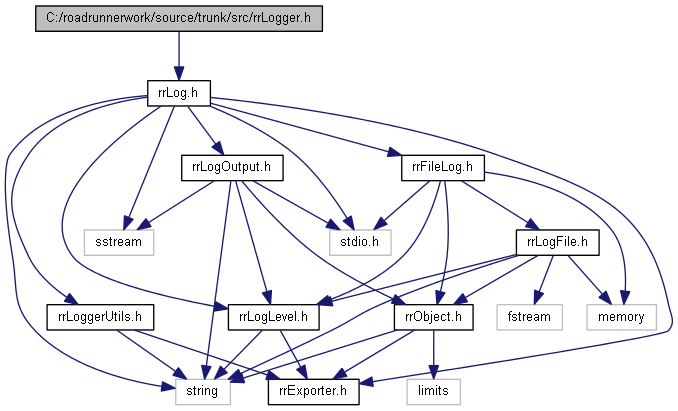 C:/roadrunnerwork/source/trunk/src/rrLogger.h
rrLog.h
rrLogOutput.h
rrFileLog.h
sstream
stdio.h
rrLogFile.h
rrLoggerUtils.h
rrLogLevel.h
rrObject.h
fstream
memory
string
rrExporter.h
limits